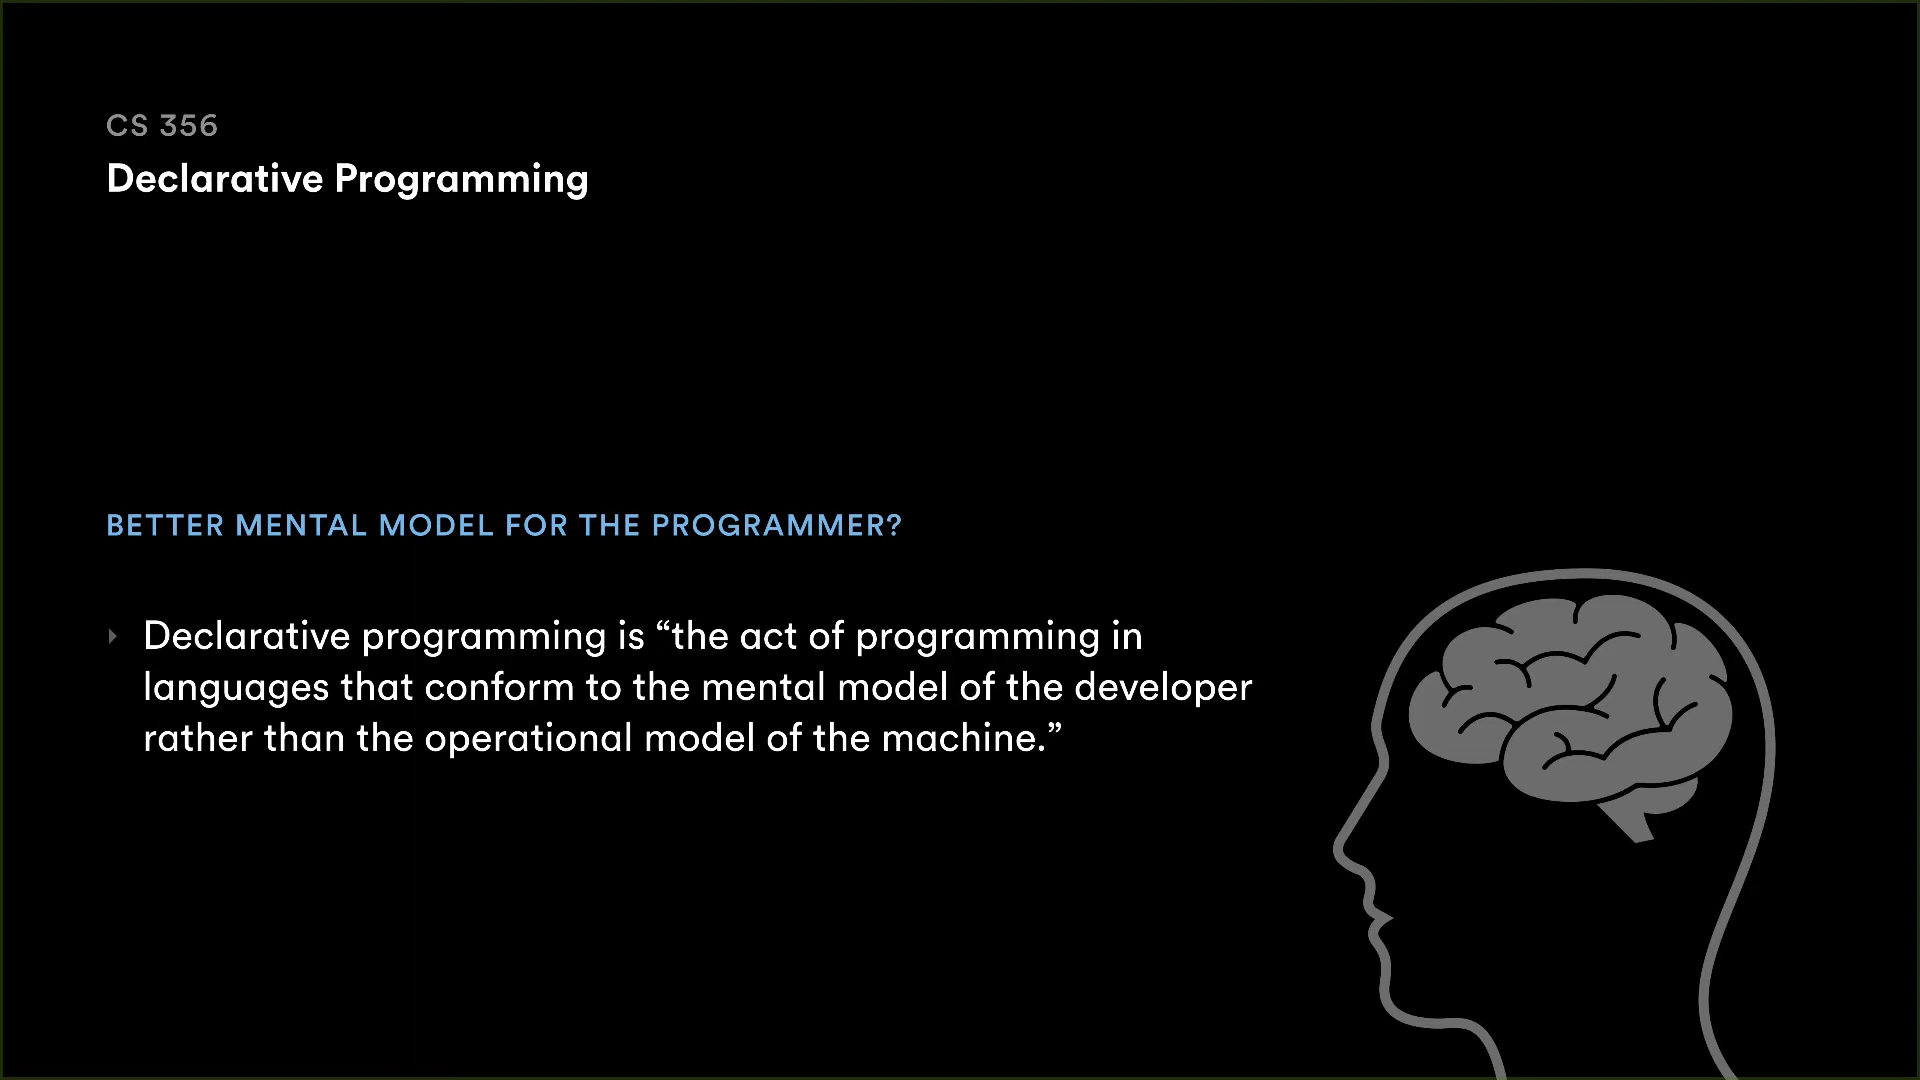 CS 356
Declarative Programming
BETTER MENTAL MODEL FOR THE PROGRAMMER?
Declarative programming is “the act of programming in
languages that conform to the mental model of the developer
rather than the operational model of the machine.”